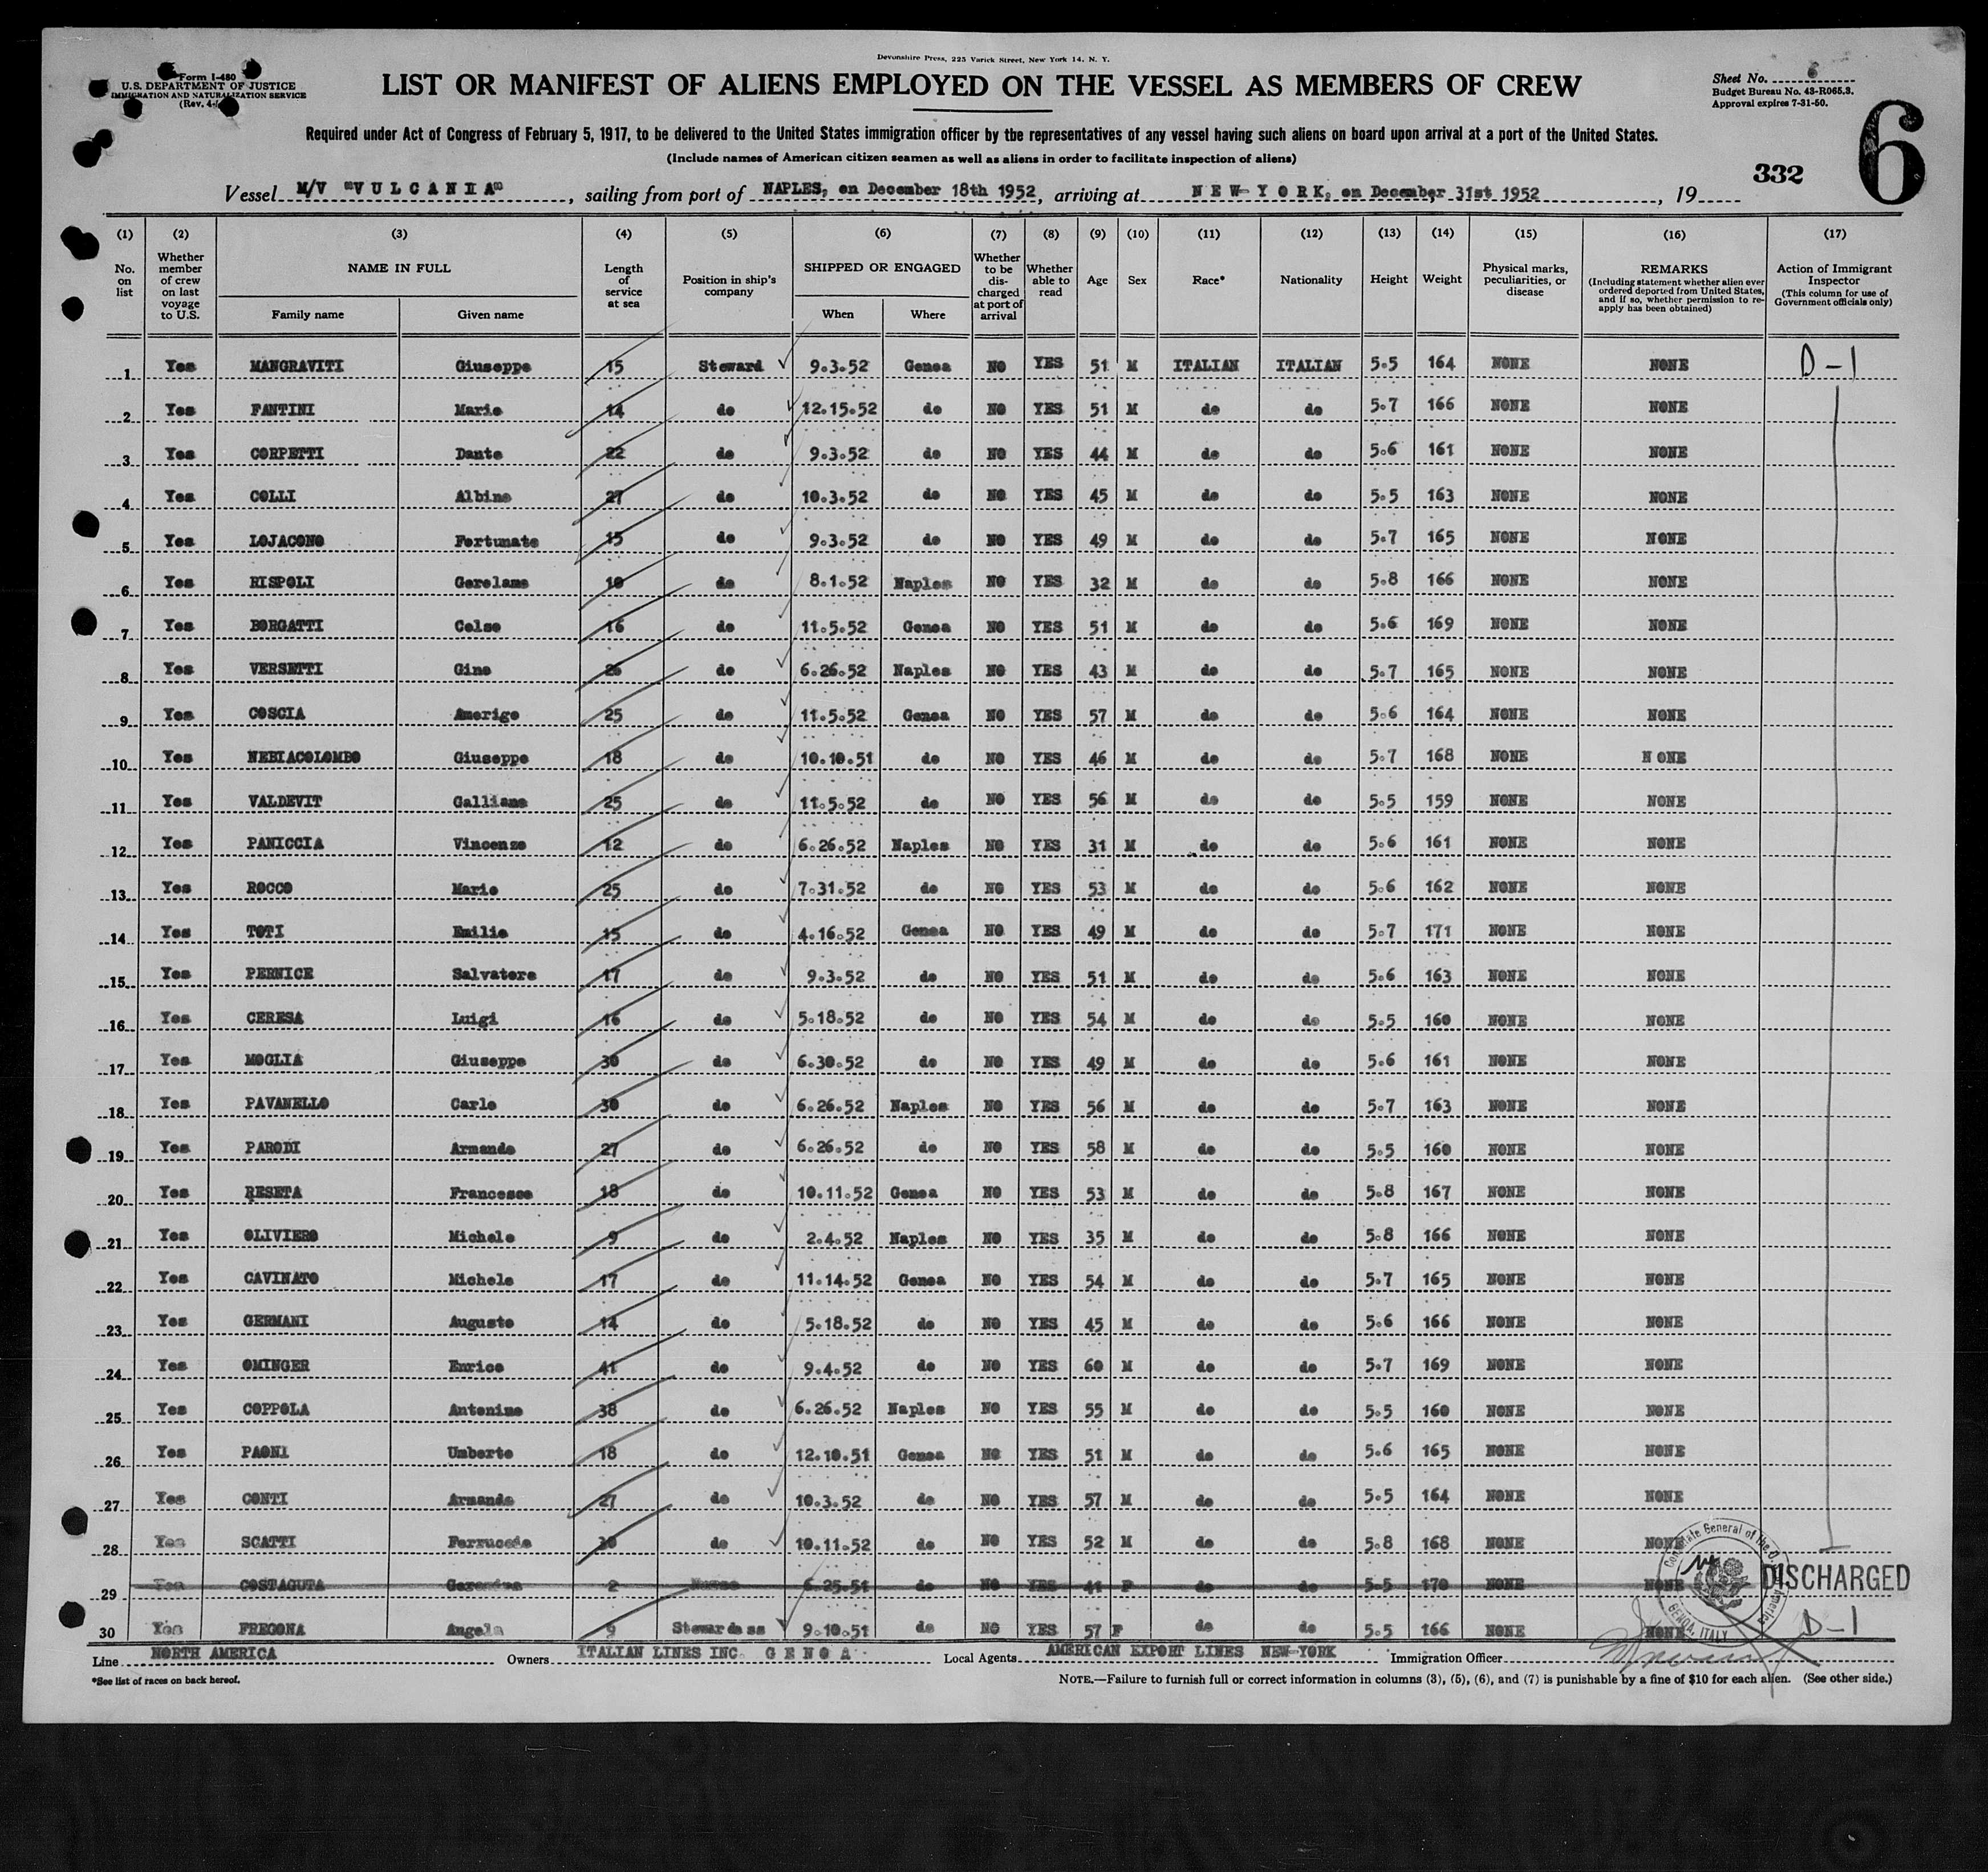 Devonshire Press, 225 Varick Street, New York 14, N. Y.
Form I-480
U.S. DEPARTMENT OF JUSTICE
IMMIGRATION AND NATURALIZATION SERVICE
LIST OR MANIFEST OF ALIENS EMPLOYED ON THE VESSEL AS MEMBERS OF CREW
Sheet No. 6
Budget Bureau No. 43-R065.3.
Approval expires 7-31-50.
6
Required under Act of Congress of February 5, 1917, to be delivered to the United States immigration officer by the representatives of any vessel having such aliens on board upon arrival at a port of the United States.
(Include names of American citizen seamen as well as aliens in order to facilitate inspection of aliens)
332
Vessel M/V "VULCANIA", sailing from port of NAPLES, on December 18th 1952, arriving at NEW-YORK, on December, 31st 1952, 19
(1) (2) (3) (4) (5) (6) (7) (8) (9) (10) (11) (12) (13) (14) (15) (16) (17)
No. on list | Whether member of crew on last voyage to U.S. | NAME IN FULL | Family name | Given name | Length of service at sea | Position in ship's company | SHIPPED OR ENGAGED | When | Where | Whether to be discharged at port of arrival | Whether able to read | Age | Sex | Race* | Nationality | Height | Weight | Physical marks, peculiarities, or disease | REMARKS (Including statement whether alien ever ordered deported from United States, and if so, whether permission to re-apply has been obtained) | Action of Immigrant Inspector (This column for use of Government officials only)
1 Yes MANGRAVITI Giuseppe 15 Steward 9.3.52 Genoa NO YES 51 M ITALIAN ITALIAN 5.5 164 NONE NONE D-1
2 Yes FANTINI Mario 14 do 12.15.52 do NO YES 51 M do do 5.7 166 NONE NONE
3 Yes CORPETTI Dante 22 do 9.3.52 do NO YES 44 M do do 5.6 161 NONE NONE
4 Yes COLLI Albino 27 do 10.3.52 do NO YES 45 M do do 5.5 163 NONE NONE
5 Yes LOJACONO Fortunato 15 do 9.3.52 do NO YES 49 M do do 5.7 165 NONE NONE
6 Yes RISPOLI Gerolamo 10 do 8.1.52 Naples NO YES 32 M do do 5.8 166 NONE NONE
7 Yes BORGATTI Celso 16 do 11.5.52 Genoa NO YES 51 M do do 5.6 169 NONE NONE
8 Yes VERSETTI Gino 26 do 6.26.52 Naples NO YES 43 M do do 5.7 165 NONE NONE
9 Yes COSCIA Amerigo 25 do 11.5.52 Genoa NO YES 57 M do do 5.6 164 NONE NONE
10 Yes NEBIACOLOMBO Giuseppe 18 do 10.10.51 do NO YES 46 M do do 5.7 168 NONE N ONE
11 Yes VALDEVIT Galliano 25 do 11.5.52 do NO YES 56 M do do 5.5 159 NONE NONE
12 Yes PANICCIA Vincenzo 12 do 6.26.52 Naples NO YES 31 M do do 5.6 161 NONE NONE
13 Yes ROCCO Mario 25 do 7.31.52 do NO YES 53 M do do 5.6 162 NONE NONE
14 Yes TOTI Emilio 15 do 4.16.52 Genoa NO YES 49 M do do 5.7 171 NONE NONE
15 Yes PERNICE Salvatore 17 do 9.3.52 do NO YES 51 M do do 5.6 163 NONE NONE
16 Yes CERESA Luigi 16 do 5.18.52 do NO YES 54 M do do 5.5 160 NONE NONE
17 Yes MOGLIA Giuseppe 30 do 6.30.52 do NO YES 49 M do do 5.6 161 NONE NONE
18 Yes PAVANELLO Carlo 30 do 6.26.52 Naples NO YES 56 M do do 5.7 163 NONE NONE
19 Yes PARODI Armando 27 do 6.26.52 do NO YES 58 M do do 5.5 160 NONE NONE
20 Yes RESETA Francesco 18 do 10.11.52 Genoa NO YES 53 M do do 5.8 167 NONE NONE
21 Yes OLIVIERO Michele 9 do 2.4.52 Naples NO YES 35 M do do 5.8 166 NONE NONE
22 Yes CAVINATO Michele 17 do 11.14.52 Genoa NO YES 54 M do do 5.7 165 NONE NONE
23 Yes GERMANI Augusto 14 do 5.18.52 do NO YES 45 M do do 5.6 166 NONE NONE
24 Yes OMINGER Enrico 41 do 9.4.52 do NO YES 60 M do do 5.7 169 NONE NONE
25 Yes COPPOLA Antonino 38 do 6.26.52 Naples NO YES 55 M do do 5.5 160 NONE NONE
26 Yes PAONI Umberto 18 do 12.10.51 Genoa NO YES 51 M do do 5.6 165 NONE NONE
27 Yes CONTI Armando 27 do 10.3.52 do NO YES 57 M do do 5.5 164 NONE NONE
28 Yes SCATTI Ferruccio 30 do 10.11.52 do NO YES 52 M do do 5.8 168 NONE NONE
29 Yes COSTAGUTA 2 Nurse 6.25.51 do NO YES 41 F do do 5.5 170 NONE NONE DISCHARGED
30 Yes FREGONA Angela 9 Stewardess 9.10.51 do NO YES 57 F do do 5.5 166 NONE NONE D-1
Consulate General of the U. S. America
GENOA, ITALY
Line NORTH AMERICA Owners ITALIAN LINES INC. GENOA Local Agents AMERICAN EXPORT LINES NEW-YORK Immigration Officer
*See list of races on back hereof.
NOTE.—Failure to furnish full or correct information in columns (3), (5), (6), and (7) is punishable by a fine of $10 for each alien. (See other side.)